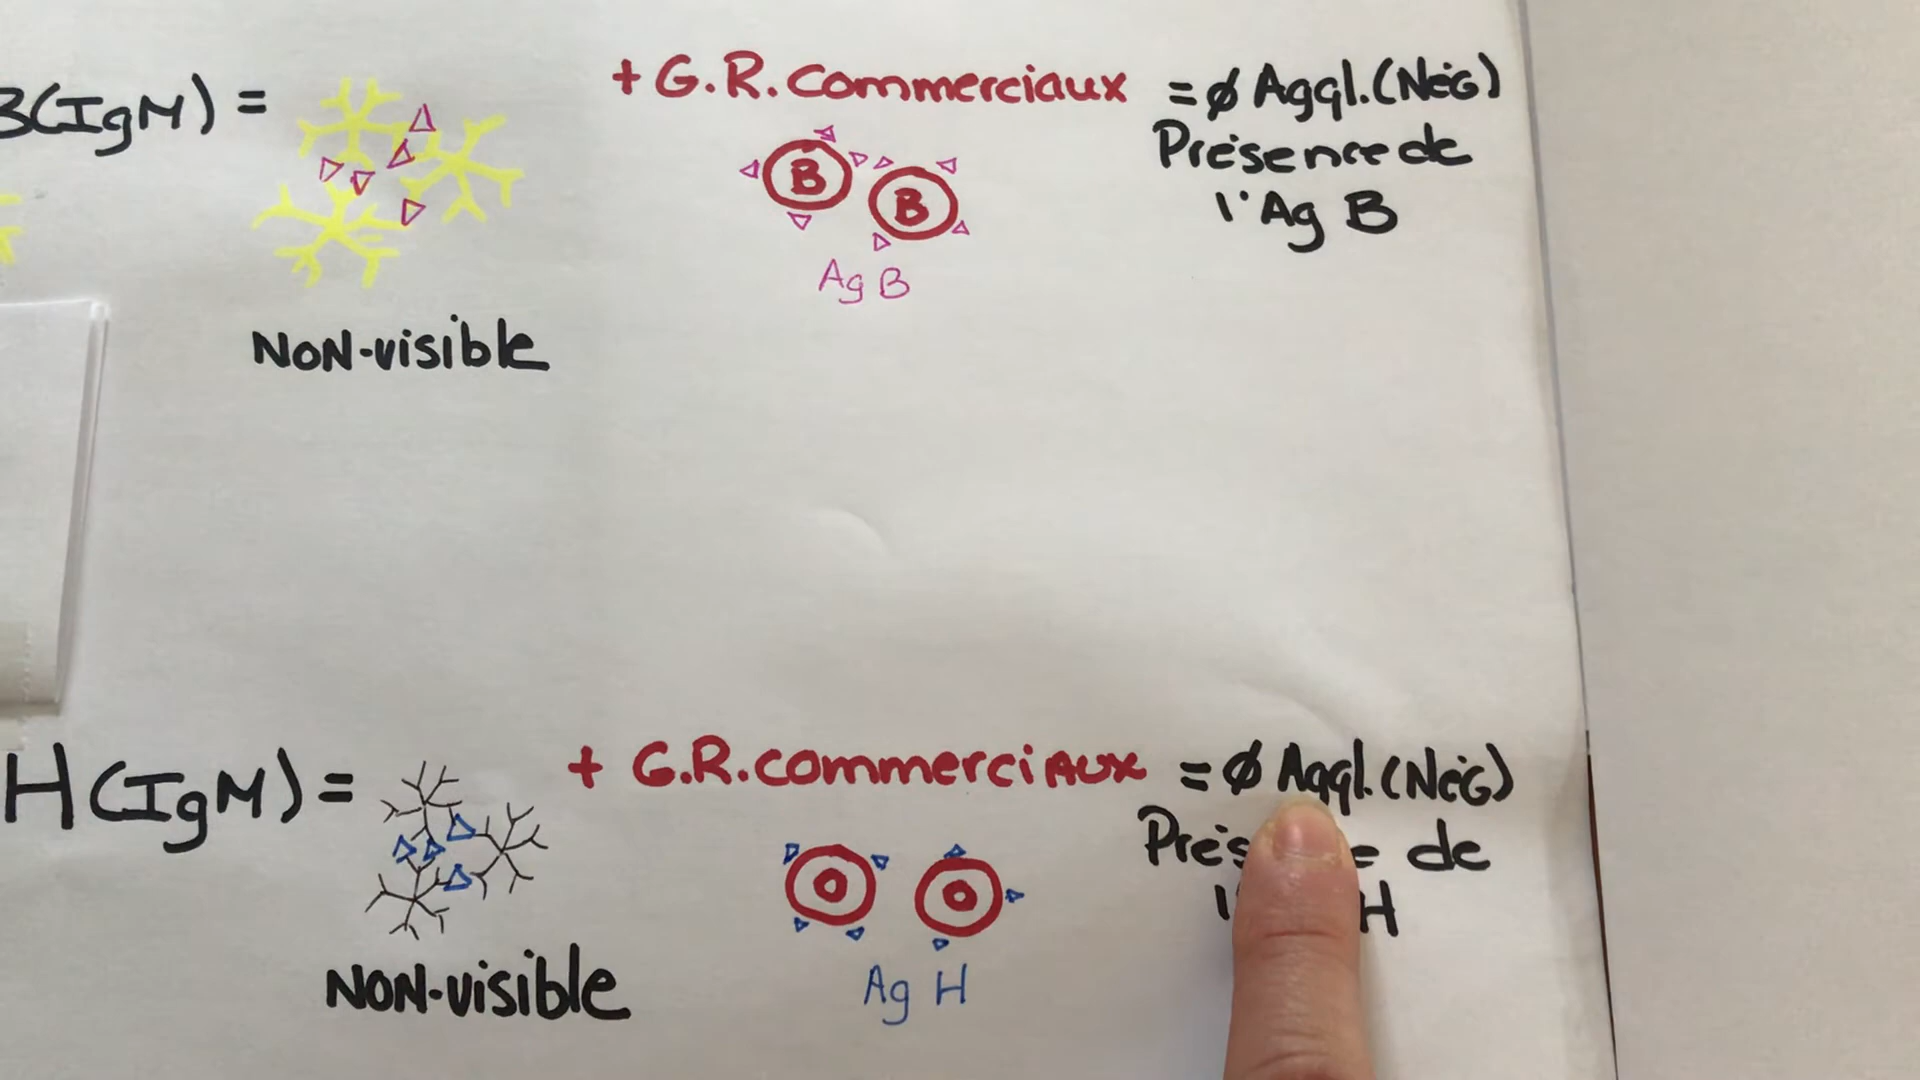 B(IgM) =
+ G.R. Commerciaux
= ∅ Aggl. (NéG)
Présence de
l'Ag B
B
B
Ag B
NON-visible
H (IgM) =
+ G.R. commerciaux
= ∅ Aggl. (NéG)
de
H
O
O
Ag H
NON-visible